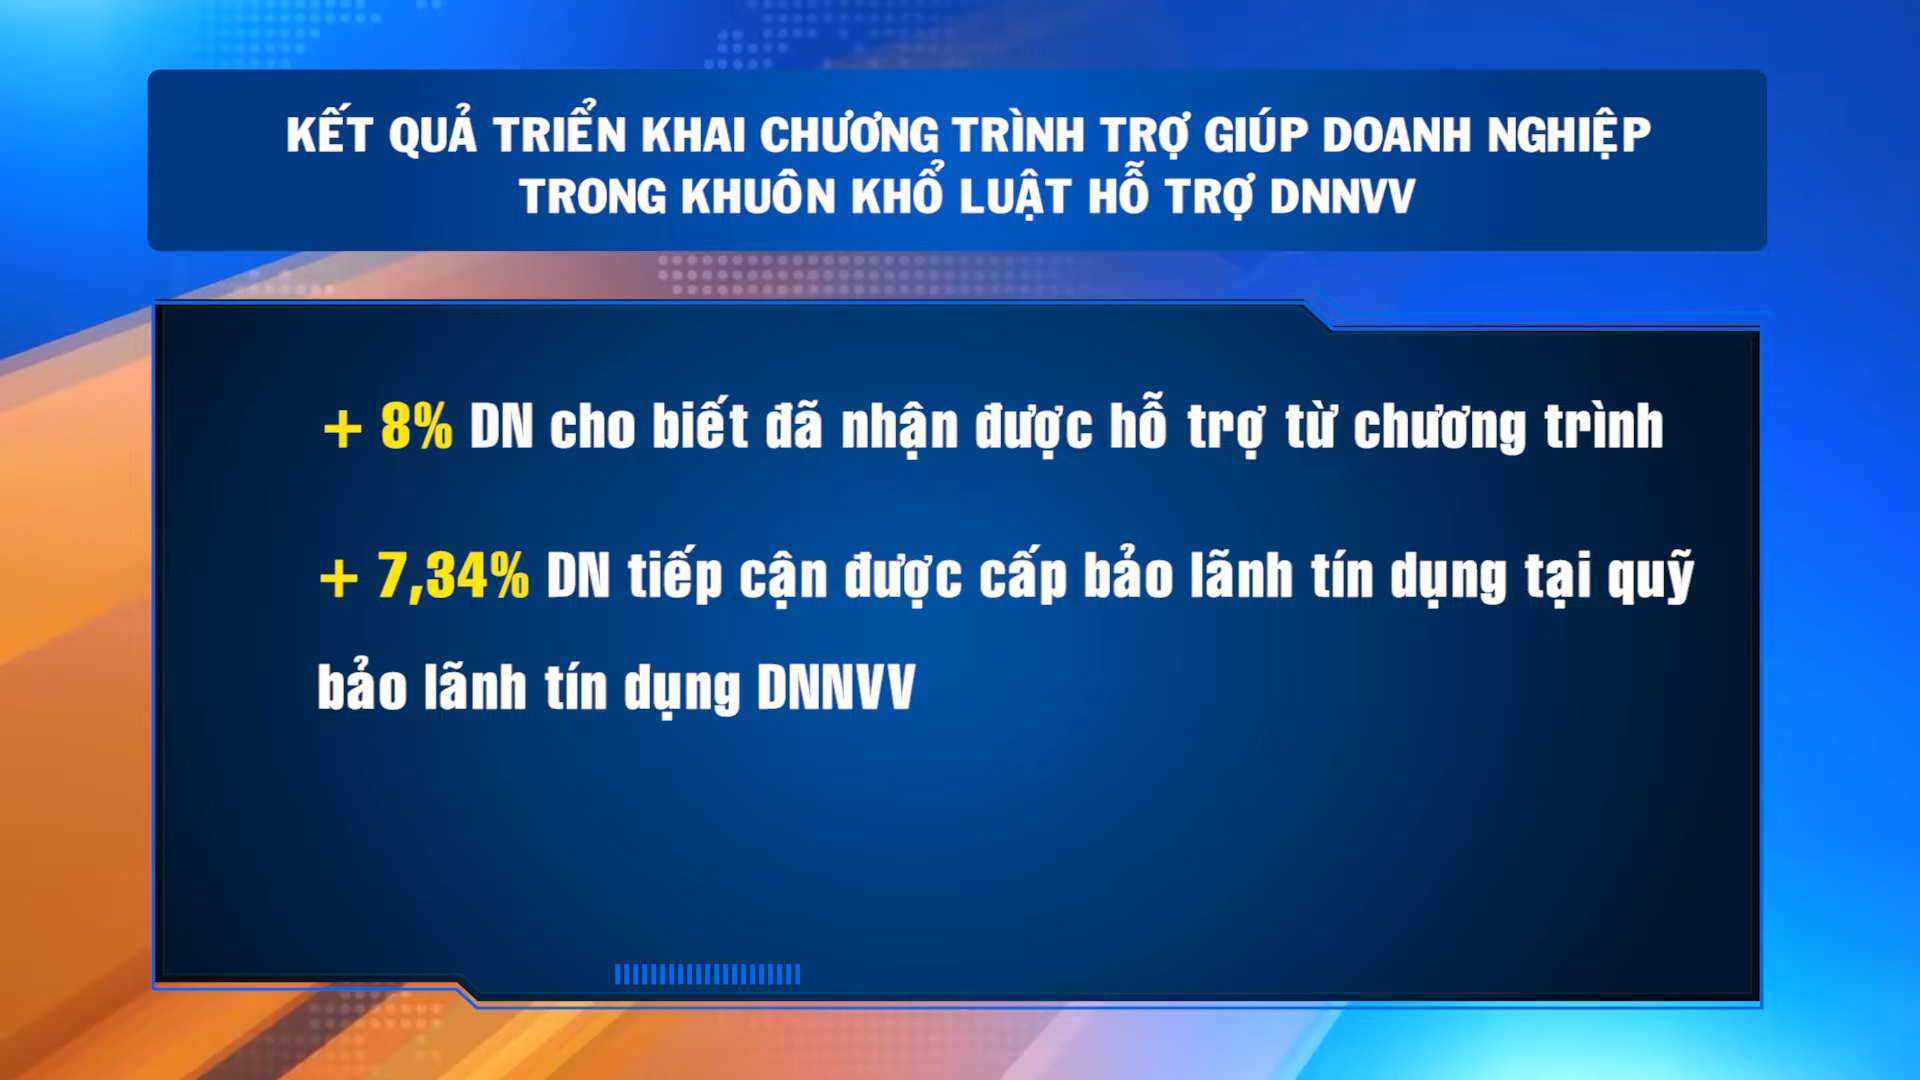 KẾT QUẢ TRIỂN KHAI CHƯƠNG TRÌNH TRỢ GIÚP DOANH NGHIỆP
TRONG KHUÔN KHỔ LUẬT HỖ TRỢ DNNVV
+ 8% DN cho biết đã nhận được hỗ trợ từ chương trình
+ 7,34% DN tiếp cận được cấp bảo lãnh tín dụng tại quỹ
bảo lãnh tín dụng DNNVV